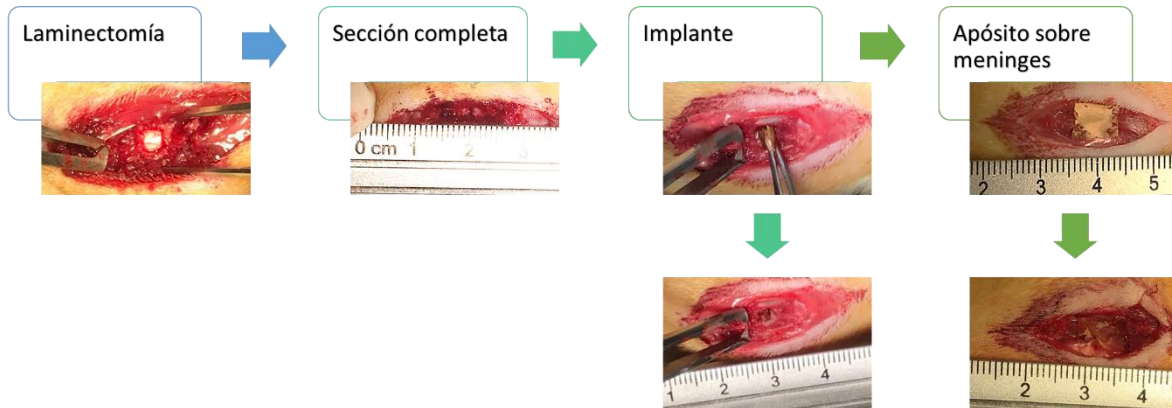 Laminectomía
Sección completa
Implante
Apósito sobre
meninges
0 cm 1 2 3
2 3 4 5
1 2 3 4
2 3 4